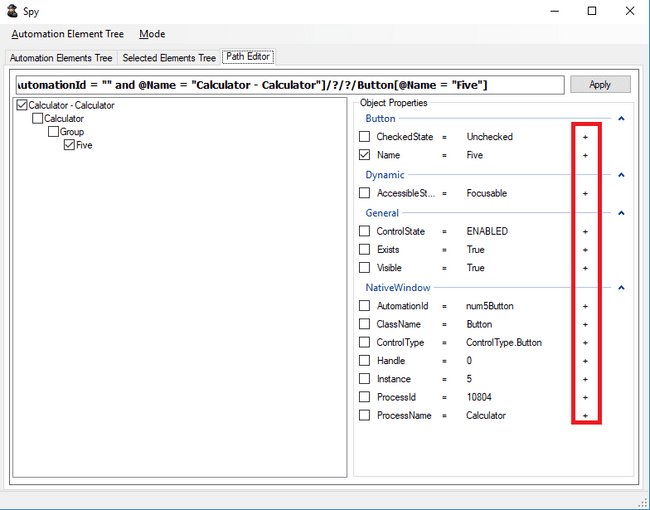 Spy
Automation Element Tree Mode
Automation Elements Tree Selected Elements Tree Path Editor
utomationId = "" and @Name = "Calculator - Calculator"]/?/?/Button[@Name = "Five"] Apply
Calculator - Calculator
Calculator
Group
Five
Object Properties
Button
CheckedState = Unchecked +
Name = Five +
Dynamic
AccessibleSt... = Focusable +
General
ControlState = ENABLED +
Exists = True +
Visible = True +
NativeWindow
AutomationId = num5Button +
ClassName = Button +
ControlType = ControlType.Button +
Handle = 0 +
Instance = 5 +
ProcessId = 10804 +
ProcessName = Calculator +